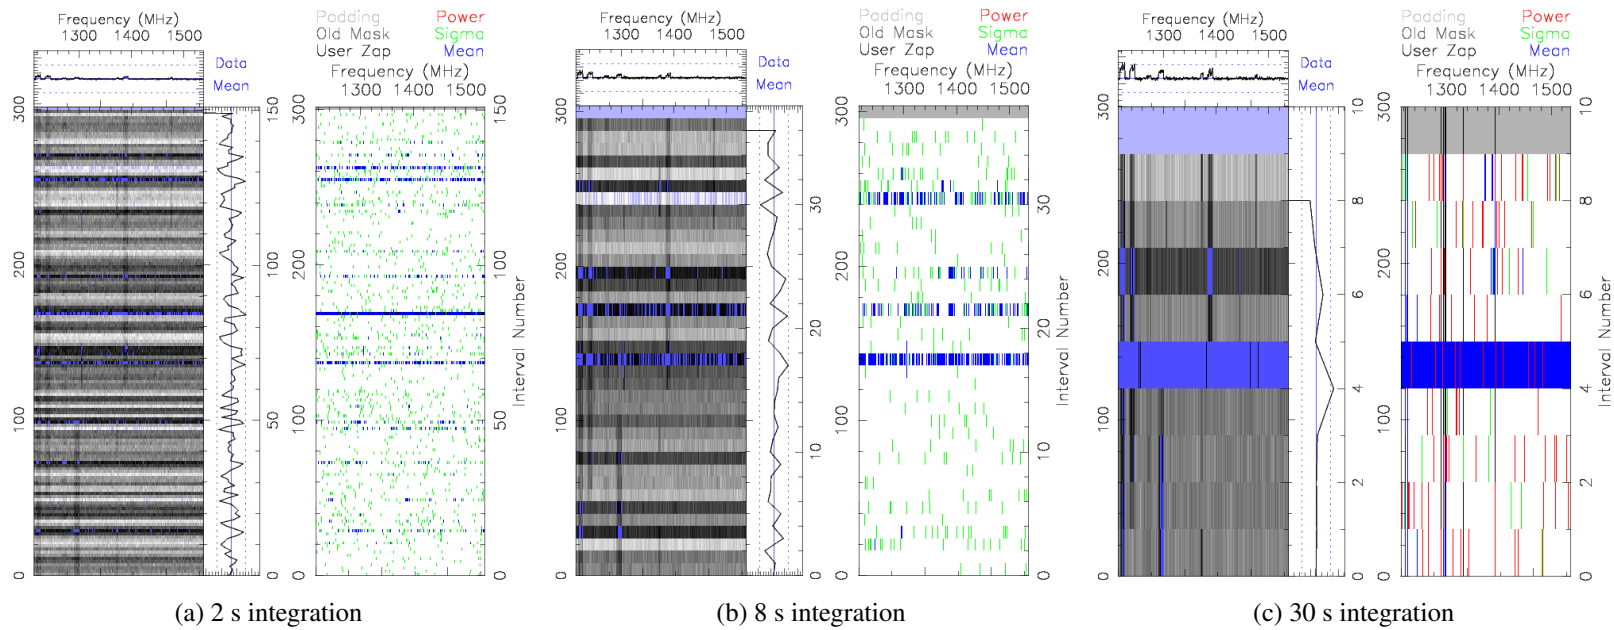 Frequency (MHz)
1300 1400 1500
Data
Mean
0 100 200 300
Padding Power
Old Mask Sigma
User Zap Mean
Frequency (MHz)
1300 1400 1500
0 100 200 300
0 50 100 150
Interval Number
(a) 2 s integration
Frequency (MHz)
1300 1400 1500
Data
Mean
0 100 200 300
0 10 20 30
Padding Power
Old Mask Sigma
User Zap Mean
Frequency (MHz)
1300 1400 1500
0 100 200 300
0 10 20 30
Interval Number
(b) 8 s integration
Frequency (MHz)
1300 1400 1500
Data
Mean
0 100 200 300
0 2 4 6 8 10
Padding Power
Old Mask Sigma
User Zap Mean
Frequency (MHz)
1300 1400 1500
0 100 200 300
0 2 4 6 8 10
Interval Number
(c) 30 s integration